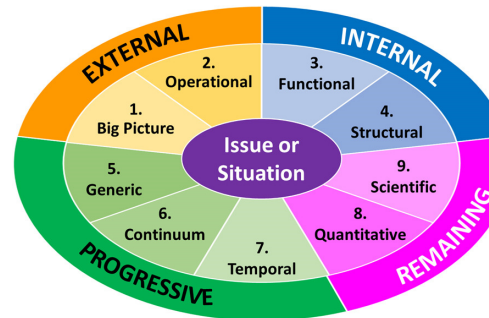 EXTERNAL
INTERNAL
PROGRESSIVE
REMAINING
1.
Big Picture
2.
Operational
3.
Functional
4.
Structural
5.
Generic
6.
Continuum
7.
Temporal
8.
Quantitative
9.
Scientific
Issue or
Situation